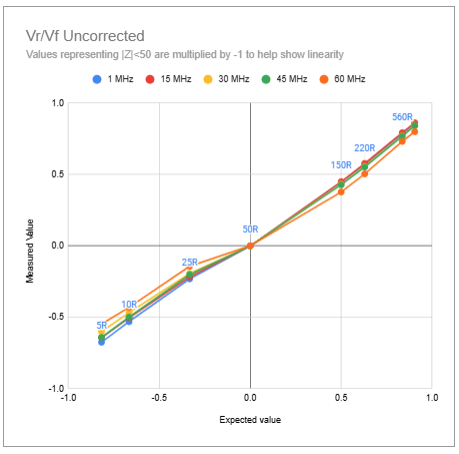 Vr/Vf Uncorrected
Values representing |Z|<50 are multiplied by -1 to help show linearity
1 MHz 15 MHz 30 MHz 45 MHz 60 MHz
1.0
560R
220R
150R
0.5
50R
0.0
25R
10R
5R
-0.5
-1.0
-1.0 -0.5 0.0 0.5 1.0
Measured Value
Expected value